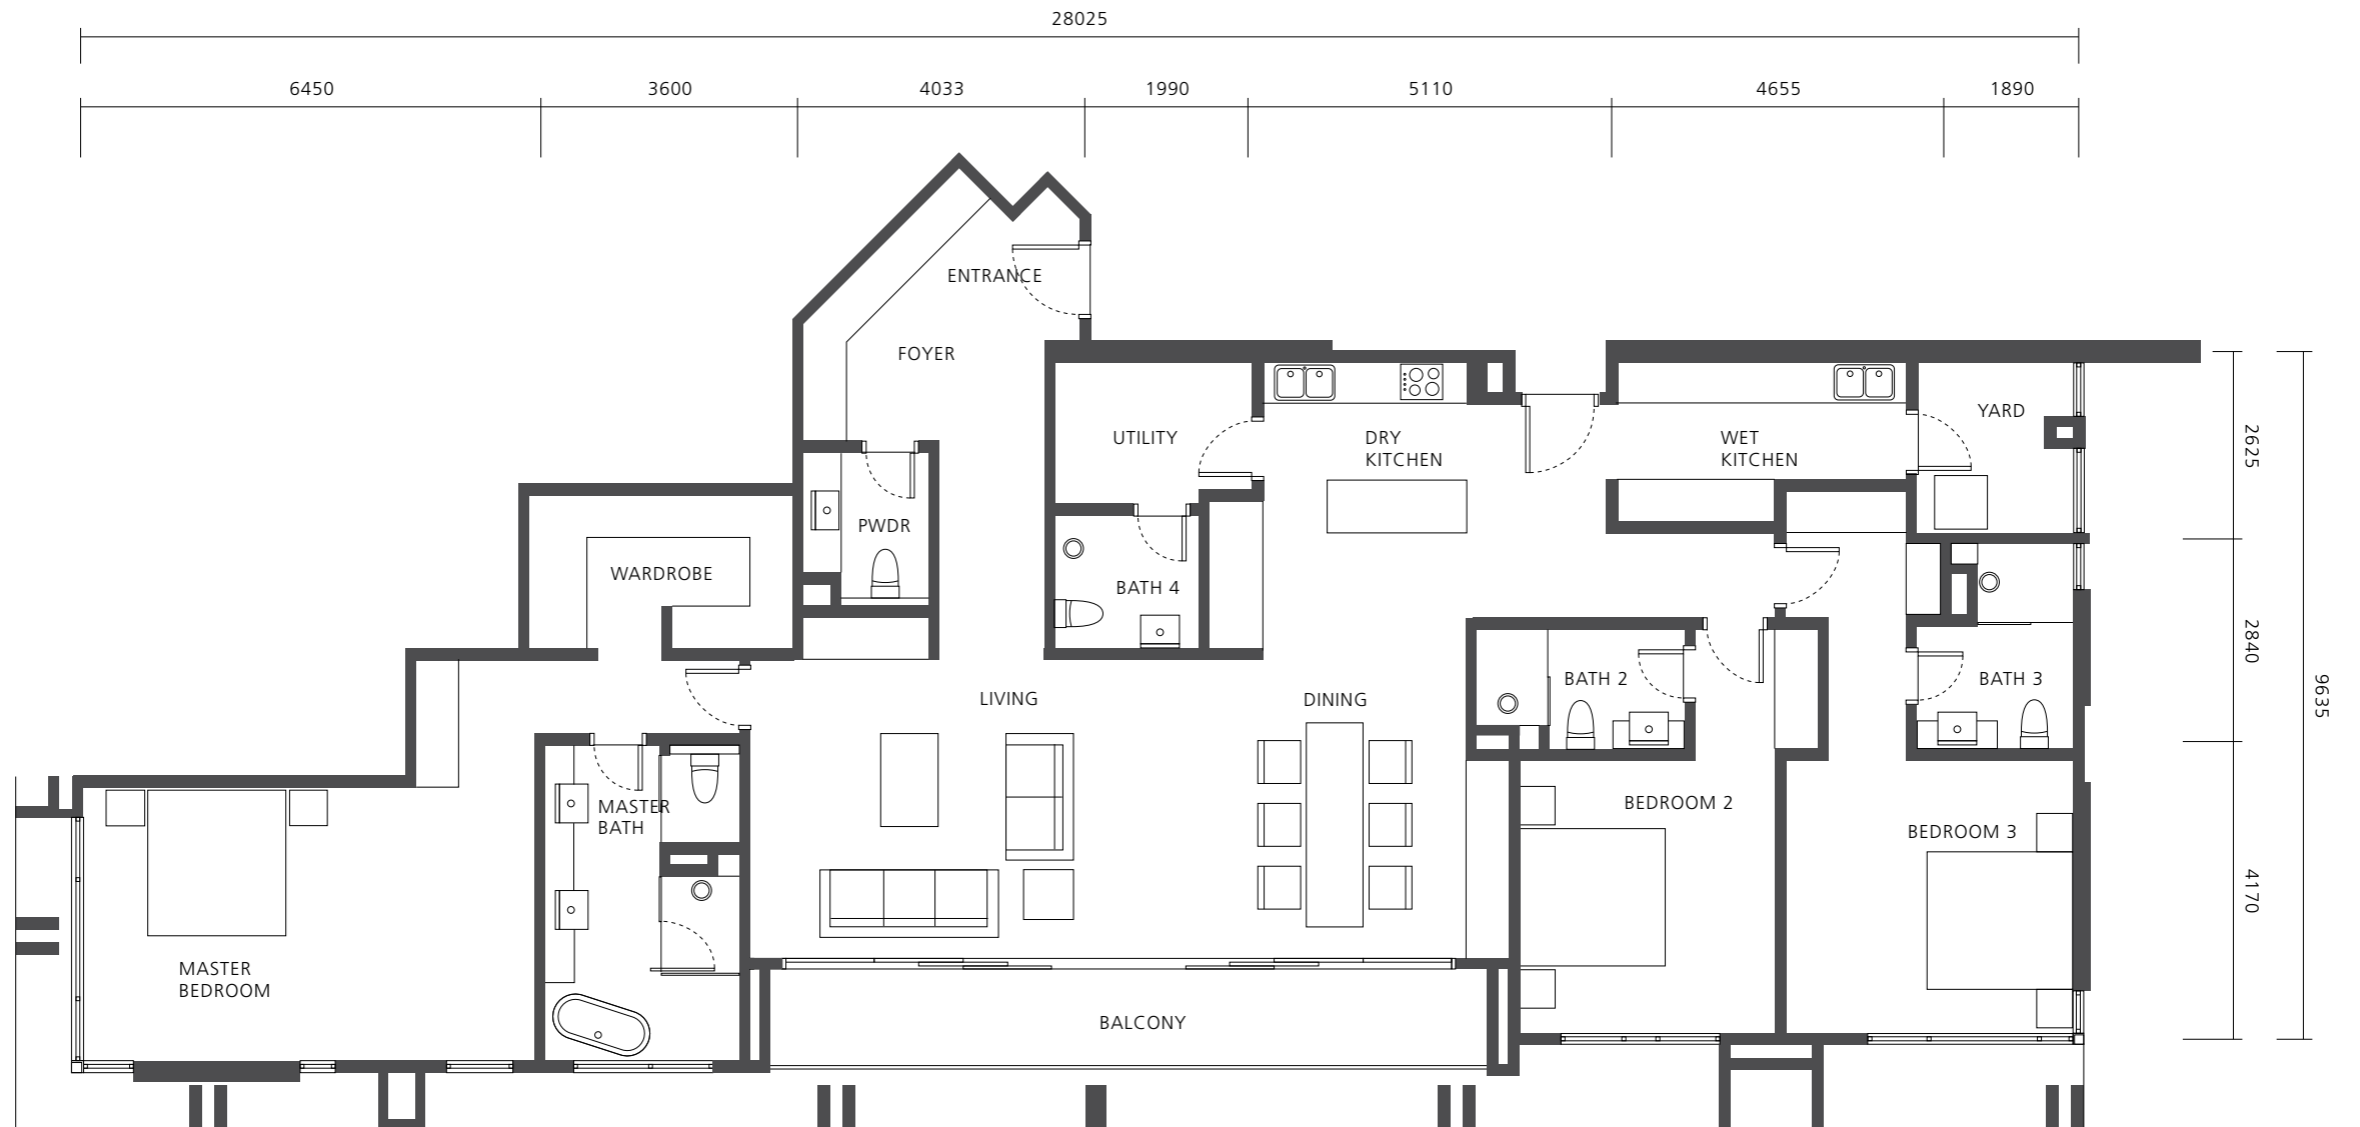 28025
6450
3600
4033
1990
5110
4655
1890
ENTRANCE
FOYER
YARD
UTILITY
DRY
KITCHEN
WET
KITCHEN
2625
PWDR
WARDROBE
BATH 4
2840
BATH 2
BATH 3
9635
LIVING
DINING
MASTER
BATH
BEDROOM 2
BEDROOM 3
4170
MASTER
BEDROOM
BALCONY